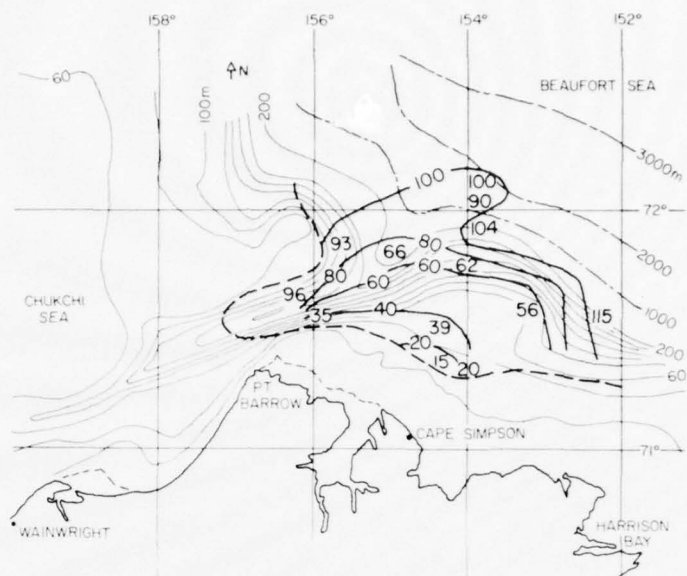 158° 156° 154° 152°
60
N
100m
200
BEAUFORT SEA
3000m
100
100
90
72°
104
93
66
80
80
60
60
62
2000
CHUKCHI
SEA
96
35
40
56
115
1000
39
20
200
15
20
60
PT.
BARROW
CAPE SIMPSON
71°
WAINWRIGHT
HARRISON
BAY